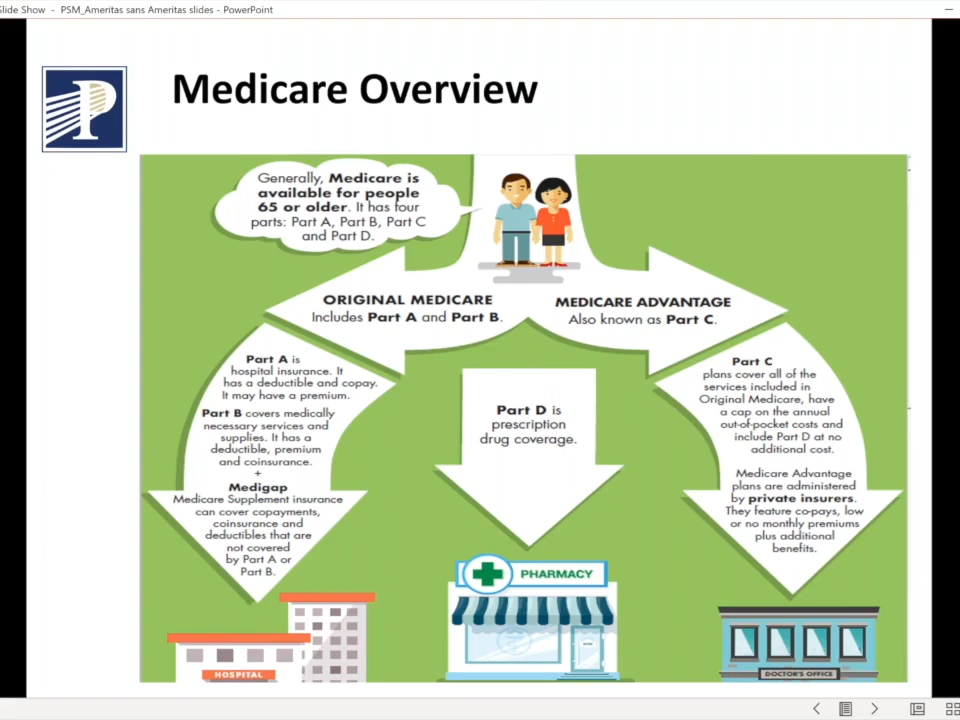 Slide Show - PSM_Ameritas sans Ameritas slides - PowerPoint
P
Medicare Overview
Generally, Medicare is
available for people
65 or older. It has four
parts: Part A, Part B, Part C
and Part D.
ORIGINAL MEDICARE
Includes Part A and Part B.
MEDICARE ADVANTAGE
Also known as Part C.
Part A is
hospital insurance. It
has a deductible and copay.
It may have a premium.
Part B covers medically
necessary services and
supplies. It has a
deductible, premium
and coinsurance.
+
Medigap
Medicare Supplement insurance
can cover copayments,
coinsurance and
deductibles that are
not covered
by Part A or
Part B.
Part D is
prescription
drug coverage.
Part C
plans cover all of the
services included in
Original Medicare, have
a cap on the annual
out-of-pocket costs and
include Part D at no
additional cost.
Medicare Advantage
plans are administered
by private insurers.
They feature co-pays, low
or no monthly premiums
plus additional
benefits.
HOSPITAL
PHARMACY
DOCTOR'S OFFICE